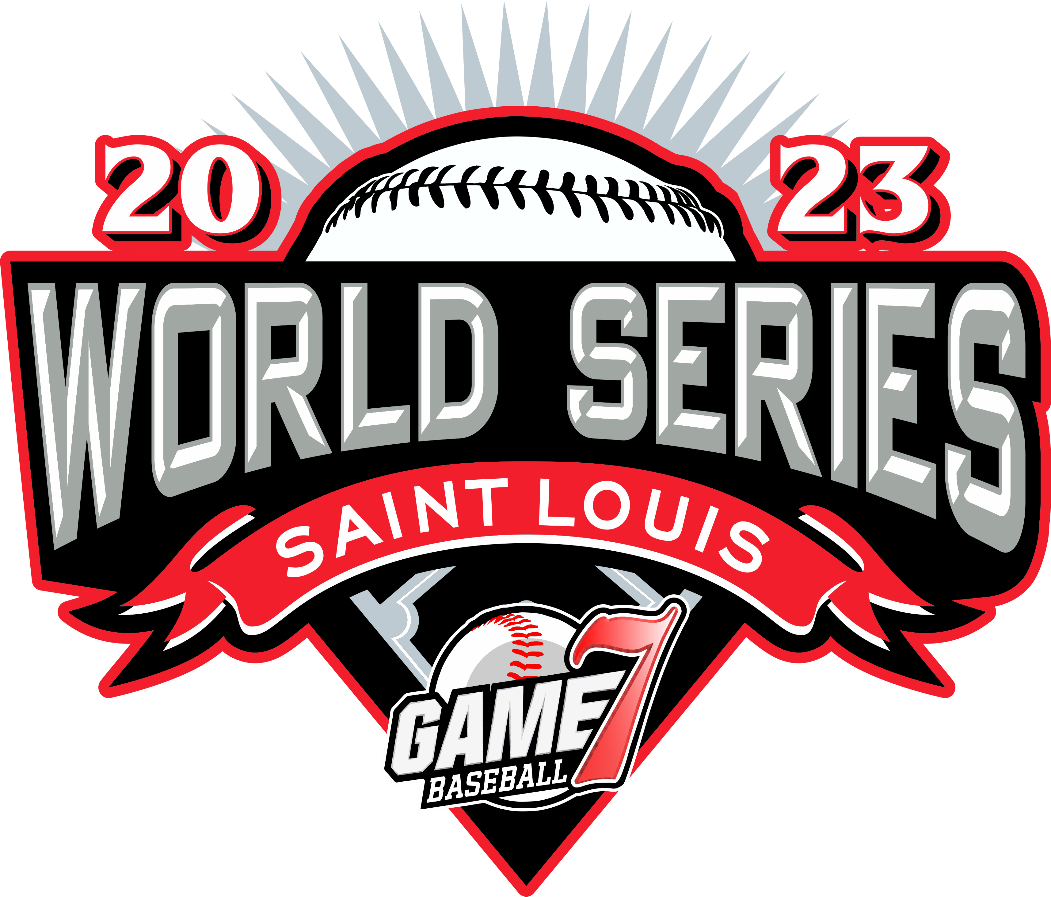 20 23
WORLD SERIES
SAINT LOUIS
GAME 7
BASEBALL